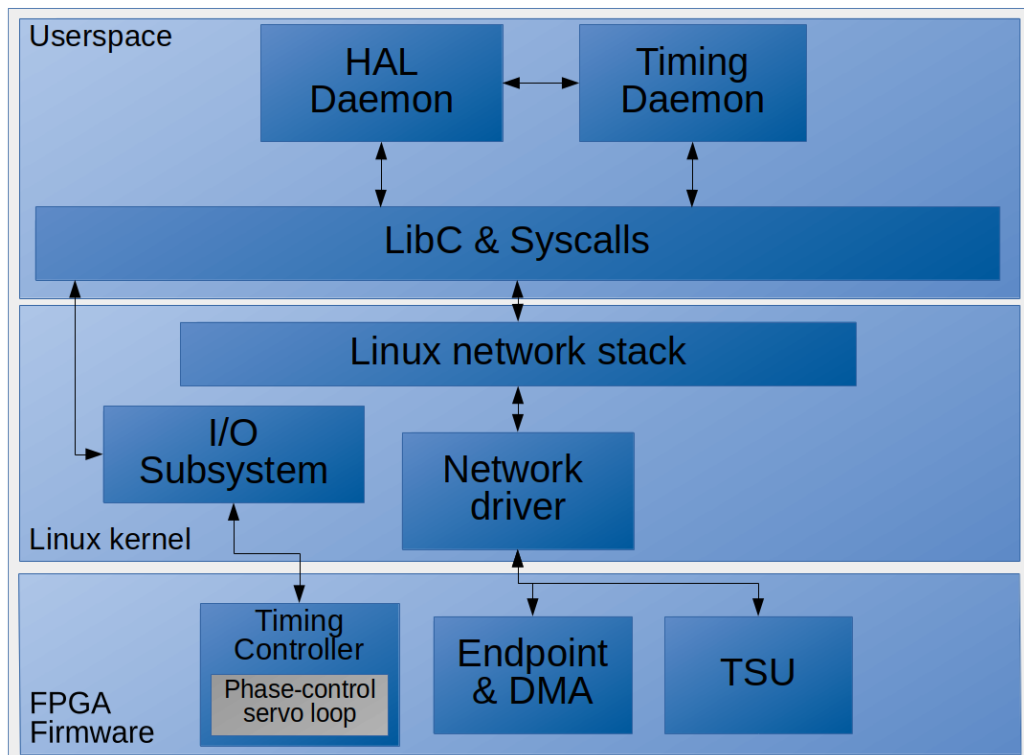 Userspace
HAL
Daemon
Timing
Daemon
LibC & Syscalls
Linux network stack
I/O
Subsystem
Network
driver
Linux kernel
Timing
Controller
Phase-control
servo loop
Endpoint
& DMA
TSU
FPGA
Firmware